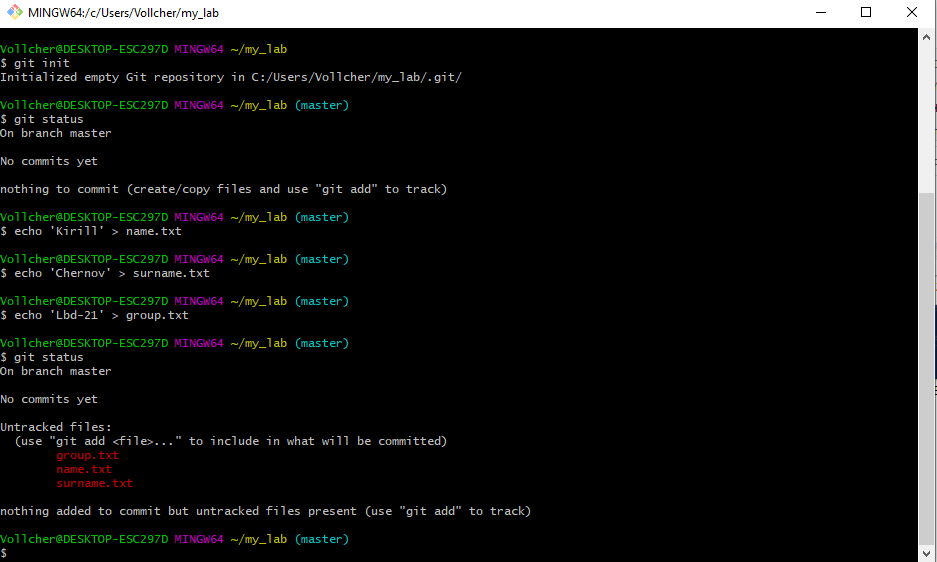 MINGW64:/c/Users/Vollcher/my_lab
Vollcher@DESKTOP-ESC297D MINGW64 ~/my_lab
$ git init
Initialized empty Git repository in C:/Users/Vollcher/my_lab/.git/
Vollcher@DESKTOP-ESC297D MINGW64 ~/my_lab (master)
$ git status
On branch master
No commits yet
nothing to commit (create/copy files and use "git add" to track)
Vollcher@DESKTOP-ESC297D MINGW64 ~/my_lab (master)
$ echo 'Kirill' > name.txt
Vollcher@DESKTOP-ESC297D MINGW64 ~/my_lab (master)
$ echo 'Chernov' > surname.txt
Vollcher@DESKTOP-ESC297D MINGW64 ~/my_lab (master)
$ echo 'Lbd-21' > group.txt
Vollcher@DESKTOP-ESC297D MINGW64 ~/my_lab (master)
$ git status
On branch master
No commits yet
Untracked files:
(use "git add <file>..." to include in what will be committed)
group.txt
name.txt
surname.txt
nothing added to commit but untracked files present (use "git add" to track)
Vollcher@DESKTOP-ESC297D MINGW64 ~/my_lab (master)
$